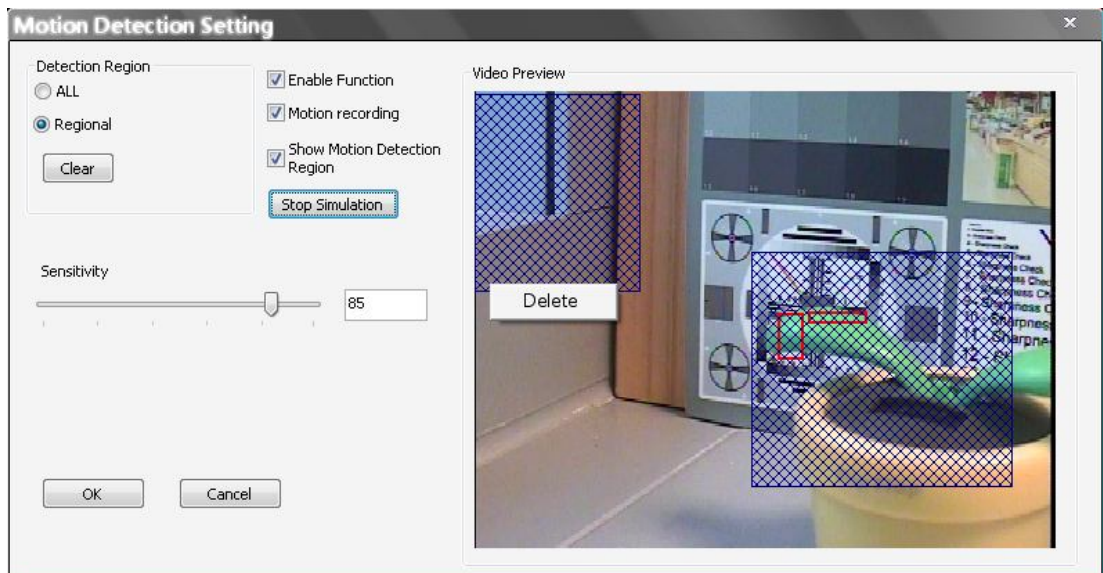 Motion Detection Setting
Detection Region
ALL
Regional
Clear
Enable Function
Motion recording
Show Motion Detection
Region
Stop Simulation
Sensitivity
85
OK
Cancel
Video Preview
Delete